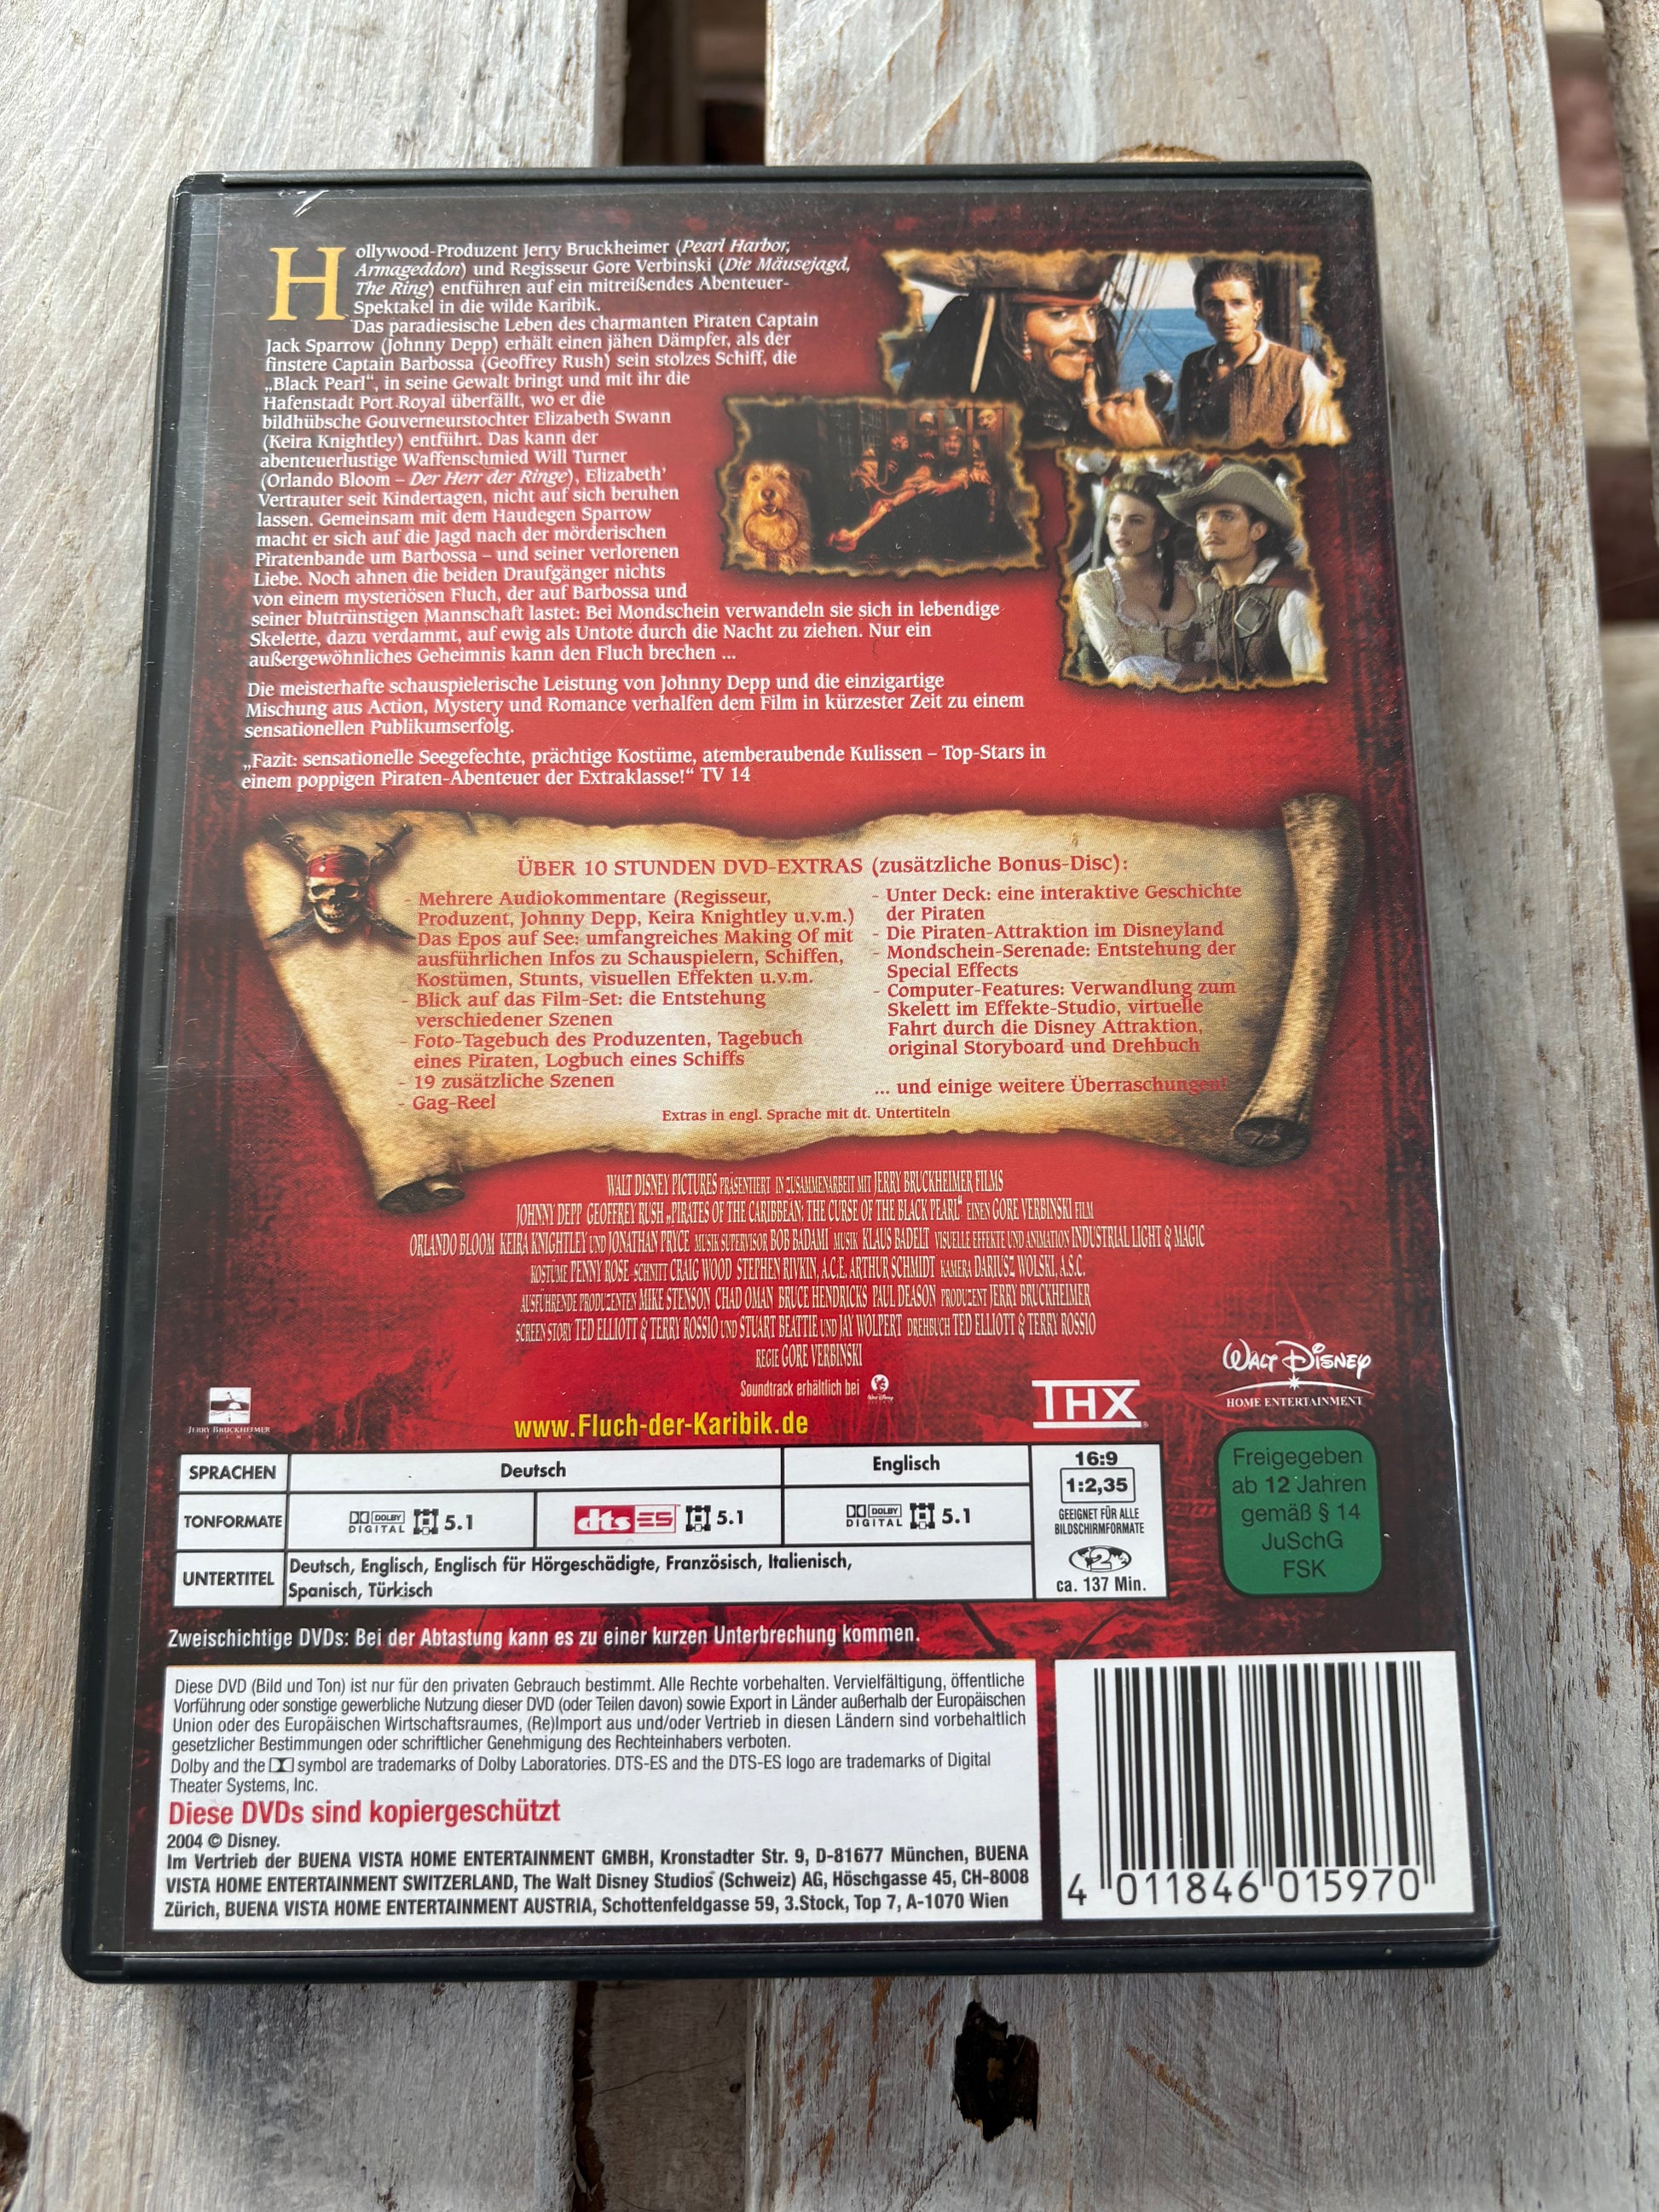 Hollywood-Produzent Jerry Bruckheimer (Pearl Harbor,
Armageddon) und Regisseur Gore Verbinski (Die Mäusejagd,
The Ring) entführen auf ein mitreißendes Abenteuer-
Spektakel in die wilde Karibik.
Das paradiesische Leben des charmanten Piraten Captain
Jack Sparrow (Johnny Depp) erhält einen jähen Dämpfer, als der
finstere Captain Barbossa (Geoffrey Rush) sein stolzes Schiff, die
„Black Pearl“, in seine Gewalt bringt und mit ihr die
Hafenstadt Port Royal überfällt, wo er die
bildhübsche Gouverneurstochter Elizabeth Swann
(Keira Knightley) entführt. Das kann der
abenteuerlustige Waffenschmied Will Turner
(Orlando Bloom – Der Herr der Ringe), Elizabeth’
Vertrauter seit Kindertagen, nicht auf sich beruhen
lassen. Gemeinsam mit dem Haudegen Sparrow
macht er sich auf die Jagd nach der mörderischen
Piratenbande um Barbossa – und seiner verlorenen
Liebe. Noch ahnen die beiden Draufgänger nichts
von einem mysteriösen Fluch, der auf Barbossa und
seiner blutrünstigen Mannschaft lastet: Bei Mondschein verwandeln sie sich in lebendige
Skelette, dazu verdammt, auf ewig als Untote durch die Nacht zu ziehen. Nur ein
außergewöhnliches Geheimnis kann den Fluch brechen ...
Die meisterhafte schauspielerische Leistung von Johnny Depp und die einzigartige
Mischung aus Action, Mystery und Romance verhalfen dem Film in kürzester Zeit zu einem
sensationellen Publikumserfolg.
„Fazit: sensationelle Seegefechte, prächtige Kostüme, atemberaubende Kulissen – Top-Stars in
einem poppigen Piraten-Abenteuer der Extraklasse!“ TV 14
ÜBER 10 STUNDEN DVD-EXTRAS (zusätzliche Bonus-Disc):
- Mehrere Audiokommentare (Regisseur,
Produzent, Johnny Depp, Keira Knightley u.v.m.)
- Das Epos auf See: umfangreiches Making Of mit
ausführlichen Infos zu Schauspielern, Schiffen,
Kostümen, Stunts, visuellen Effekten u.v.m.
- Blick auf das Film-Set: die Entstehung
verschiedener Szenen
- Foto-Tagebuch des Produzenten, Tagebuch
eines Piraten, Logbuch eines Schiffs
- 19 zusätzliche Szenen
- Gag-Reel
- Unter Deck: eine interaktive Geschichte
der Piraten
- Die Piraten-Attraktion im Disneyland
- Mondschein-Serenade: Entstehung der
Special Effects
- Computer-Features: Verwandlung zum
Skelett im Effekte-Studio, virtuelle
Fahrt durch die Disney Attraktion,
original Storyboard und Drehbuch
... und einige weitere Überraschungen!
Extras in engl. Sprache mit dt. Untertiteln
WALT DISNEY PICTURES PRÄSENTIERT IN ZUSAMMENARBEIT MIT JERRY BRUCKHEIMER FILMS
JOHNNY DEPP GEOFFREY RUSH „PIRATES OF THE CARIBBEAN: THE CURSE OF THE BLACK PEARL“ EINEN GORE VERBINSKI FILM
ORLANDO BLOOM KEIRA KNIGHTLEY UND JONATHAN PRYCE MUSIK SUPERVISOR BOB BADAMI MUSIK KLAUS BADELT VISUELLE EFFEKTE UND ANIMATION INDUSTRIAL LIGHT & MAGIC
KOSTÜME PENNY ROSE SCHNITT CRAIG WOOD STEPHEN RIVKIN, A.C.E. ARTHUR SCHMIDT KAMERA DARIUSZ WOLSKI, A.S.C.
AUSFÜHRENDE PRODUZENTEN MIKE STENSON CHAD OMAN BRUCE HENDRICKS PAUL DEASON PRODUZENT JERRY BRUCKHEIMER
SCREEN STORY TED ELLIOTT & TERRY ROSSIO UND STUART BEATTIE UND JAY WOLPERT DREHBUCH TED ELLIOTT & TERRY ROSSIO
REGIE GORE VERBINSKI
Soundtrack erhältlich bei
JERRY BRUCKHEIMER
FILMS
www.Fluch-der-Karibik.de
THX
WALT DISNEY
HOME ENTERTAINMENT
SPRACHEN Deutsch Englisch
TONFORMATE DOLBY DIGITAL 5.1 dts ES 5.1 DOLBY DIGITAL 5.1
UNTERTITEL Deutsch, Englisch, Englisch für Hörgeschädigte, Französisch, Italienisch,
Spanisch, Türkisch
16:9
1:2,35
GEEIGNET FÜR ALLE
BILDSCHIRMFORMATE
2
ca. 137 Min.
Freigegeben
ab 12 Jahren
gemäß § 14
JuSchG
FSK
Zweischichtige DVDs: Bei der Abtastung kann es zu einer kurzen Unterbrechung kommen.
Diese DVD (Bild und Ton) ist nur für den privaten Gebrauch bestimmt. Alle Rechte vorbehalten. Vervielfältigung, öffentliche
Vorführung oder sonstige gewerbliche Nutzung dieser DVD (oder Teilen davon) sowie Export in Länder außerhalb der Europäischen
Union oder des Europäischen Wirtschaftsraumes, (Re)Import aus und/oder Vertrieb in diesen Ländern sind vorbehaltlich
gesetzlicher Bestimmungen oder schriftlicher Genehmigung des Rechteinhabers verboten.
Dolby and the symbol are trademarks of Dolby Laboratories. DTS-ES and the DTS-ES logo are trademarks of Digital
Theater Systems, Inc.
Diese DVDs sind kopiergeschützt
2004 © Disney.
Im Vertrieb der BUENA VISTA HOME ENTERTAINMENT GMBH, Kronstadter Str. 9, D-81677 München, BUENA
VISTA HOME ENTERTAINMENT SWITZERLAND, The Walt Disney Studios (Schweiz) AG, Höschgasse 45, CH-8008
Zürich, BUENA VISTA HOME ENTERTAINMENT AUSTRIA, Schottenfeldgasse 59, 3.Stock, Top 7, A-1070 Wien
4 011846 015970